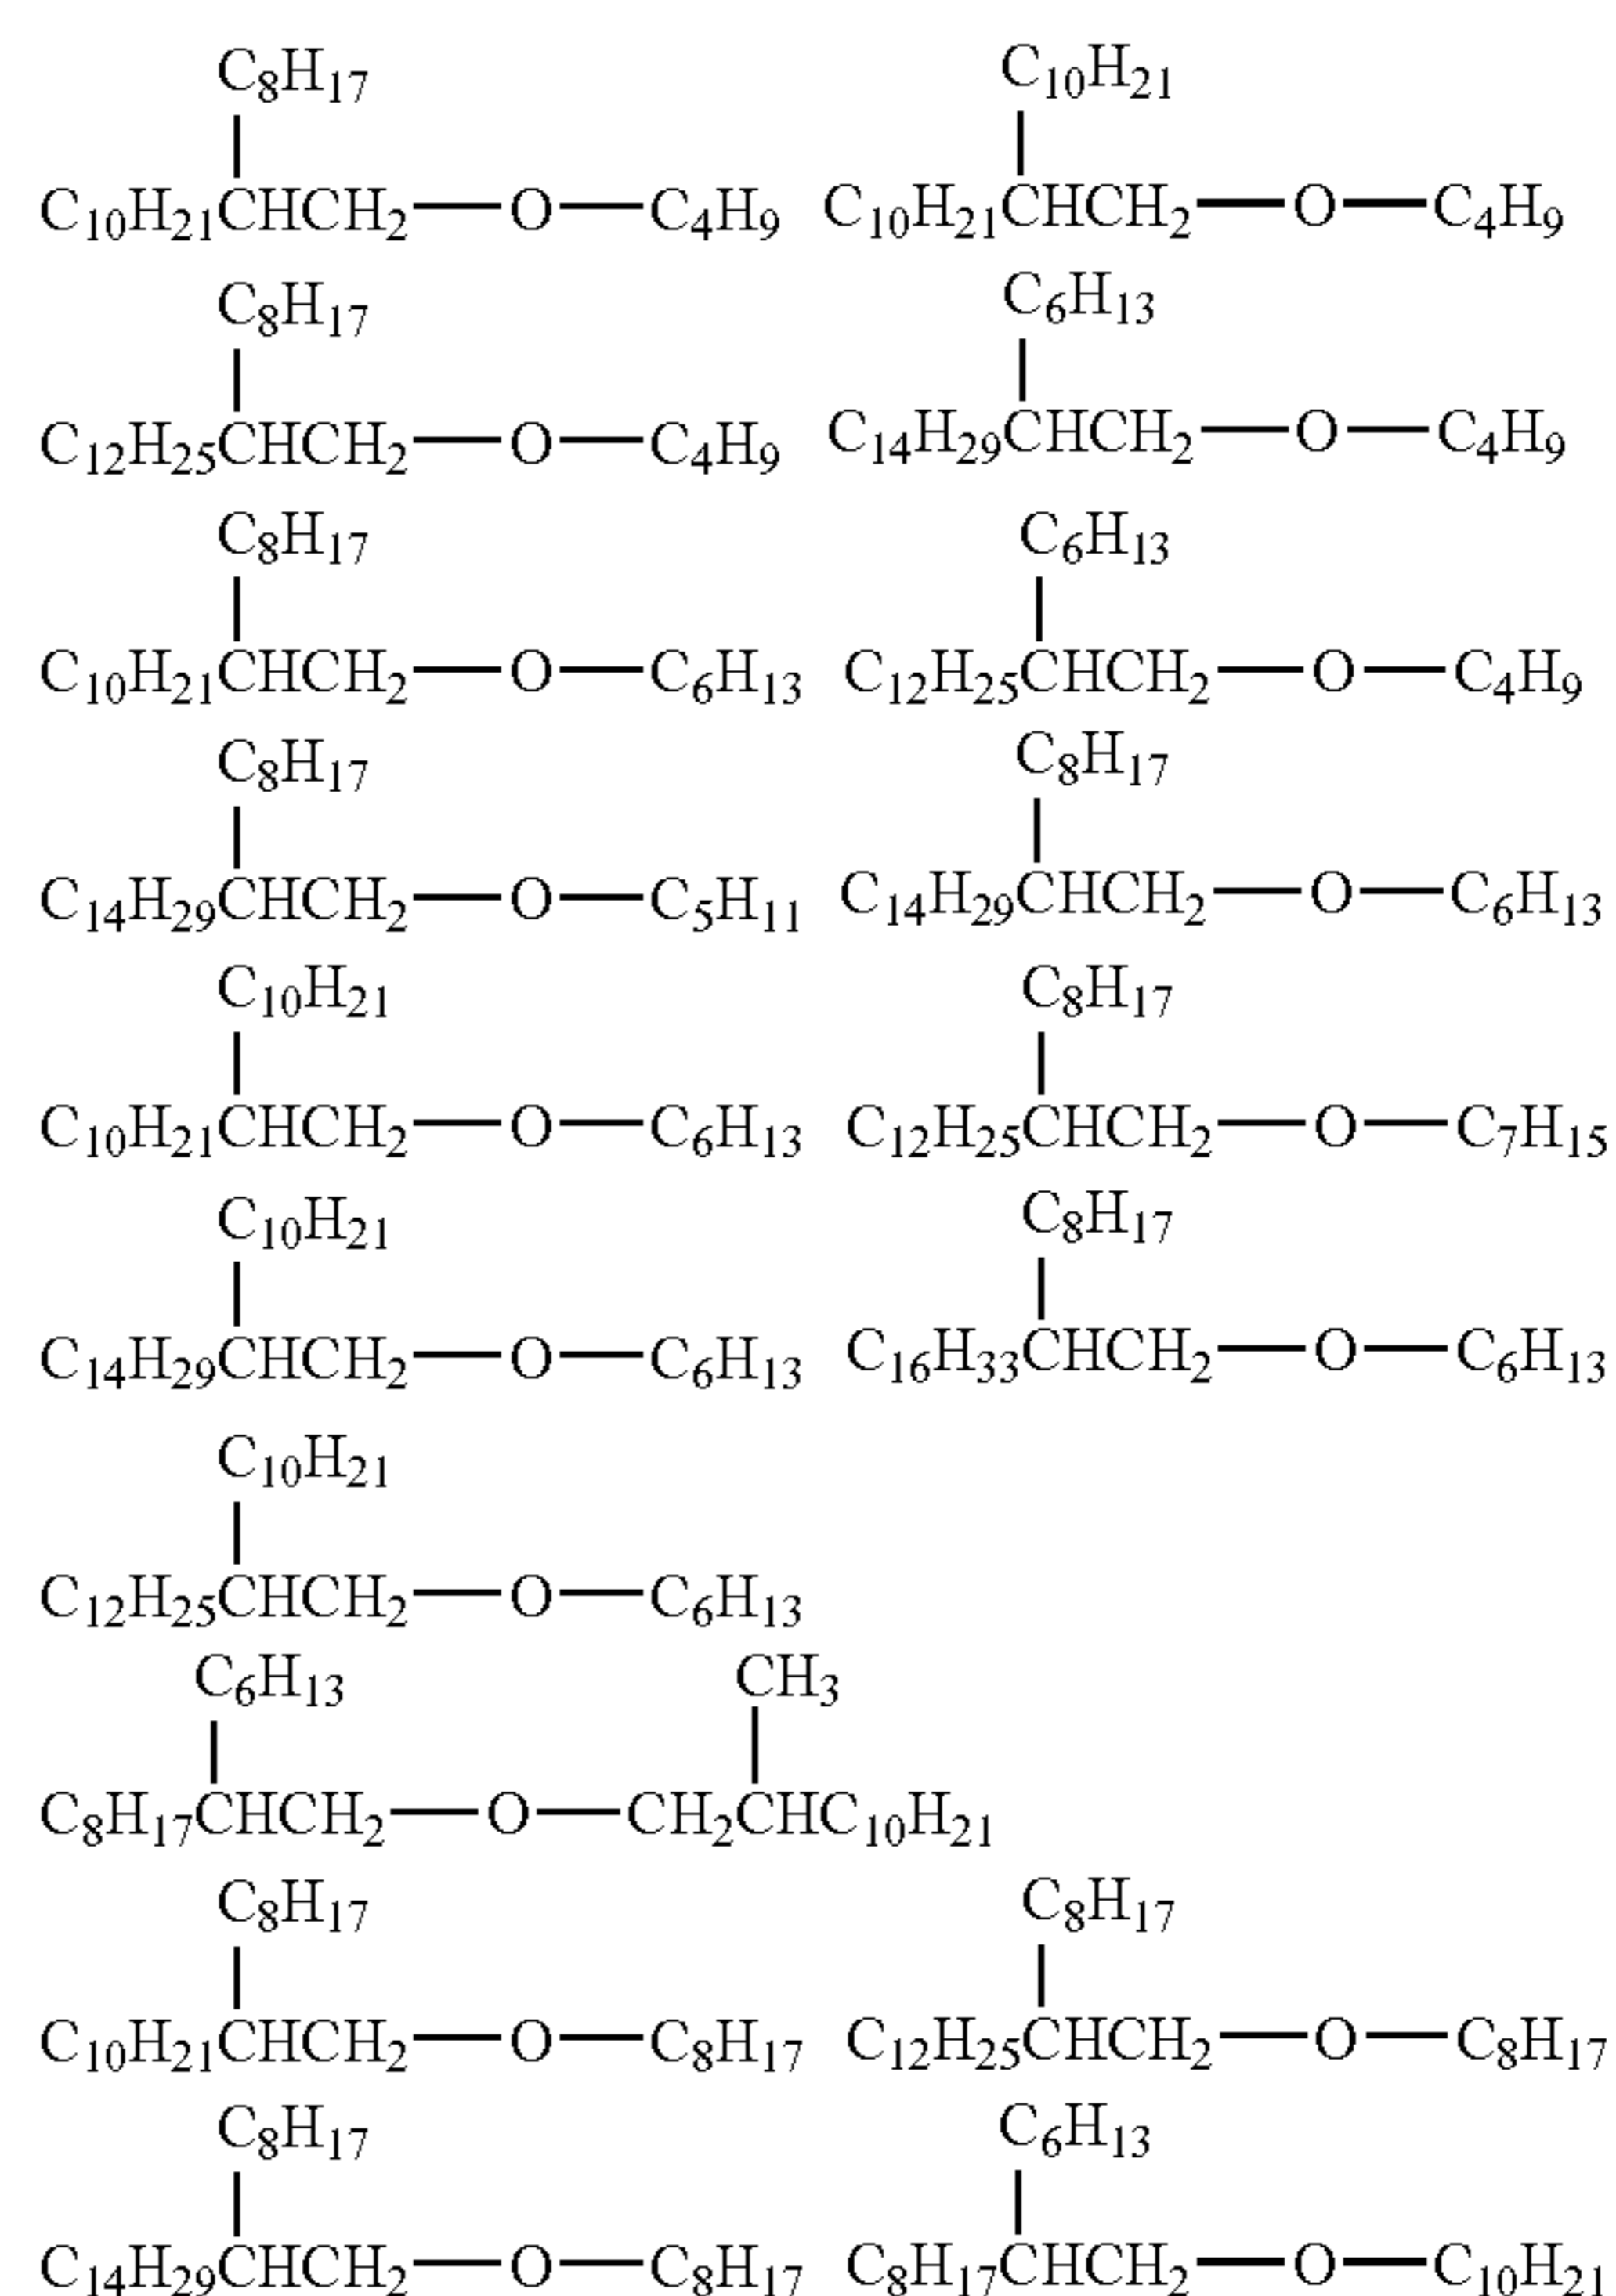 C8H17 C10H21
C10H21CHCH2—O—C4H9 C10H21CHCH2—O—C4H9
C8H17 C6H13
C12H25CHCH2—O—C4H9 C14H29CHCH2—O—C4H9
C8H17 C6H13
C10H21CHCH2—O—C6H13 C12H25CHCH2—O—C4H9
C8H17 C8H17
C14H29CHCH2—O—C5H11 C14H29CHCH2—O—C6H13
C10H21 C8H17
C10H21CHCH2—O—C6H13 C12H25CHCH2—O—C7H15
C10H21 C8H17
C14H29CHCH2—O—C6H13 C16H33CHCH2—O—C6H13
C10H21
C12H25CHCH2—O—C6H13
C6H13 CH3
C8H17CHCH2—O—CH2CHC10H21
C8H17 C8H17
C10H21CHCH2—O—C8H17 C12H25CHCH2—O—C8H17
C8H17 C6H13
C14H29CHCH2—O—C8H17 C8H17CHCH2—O—C10H21